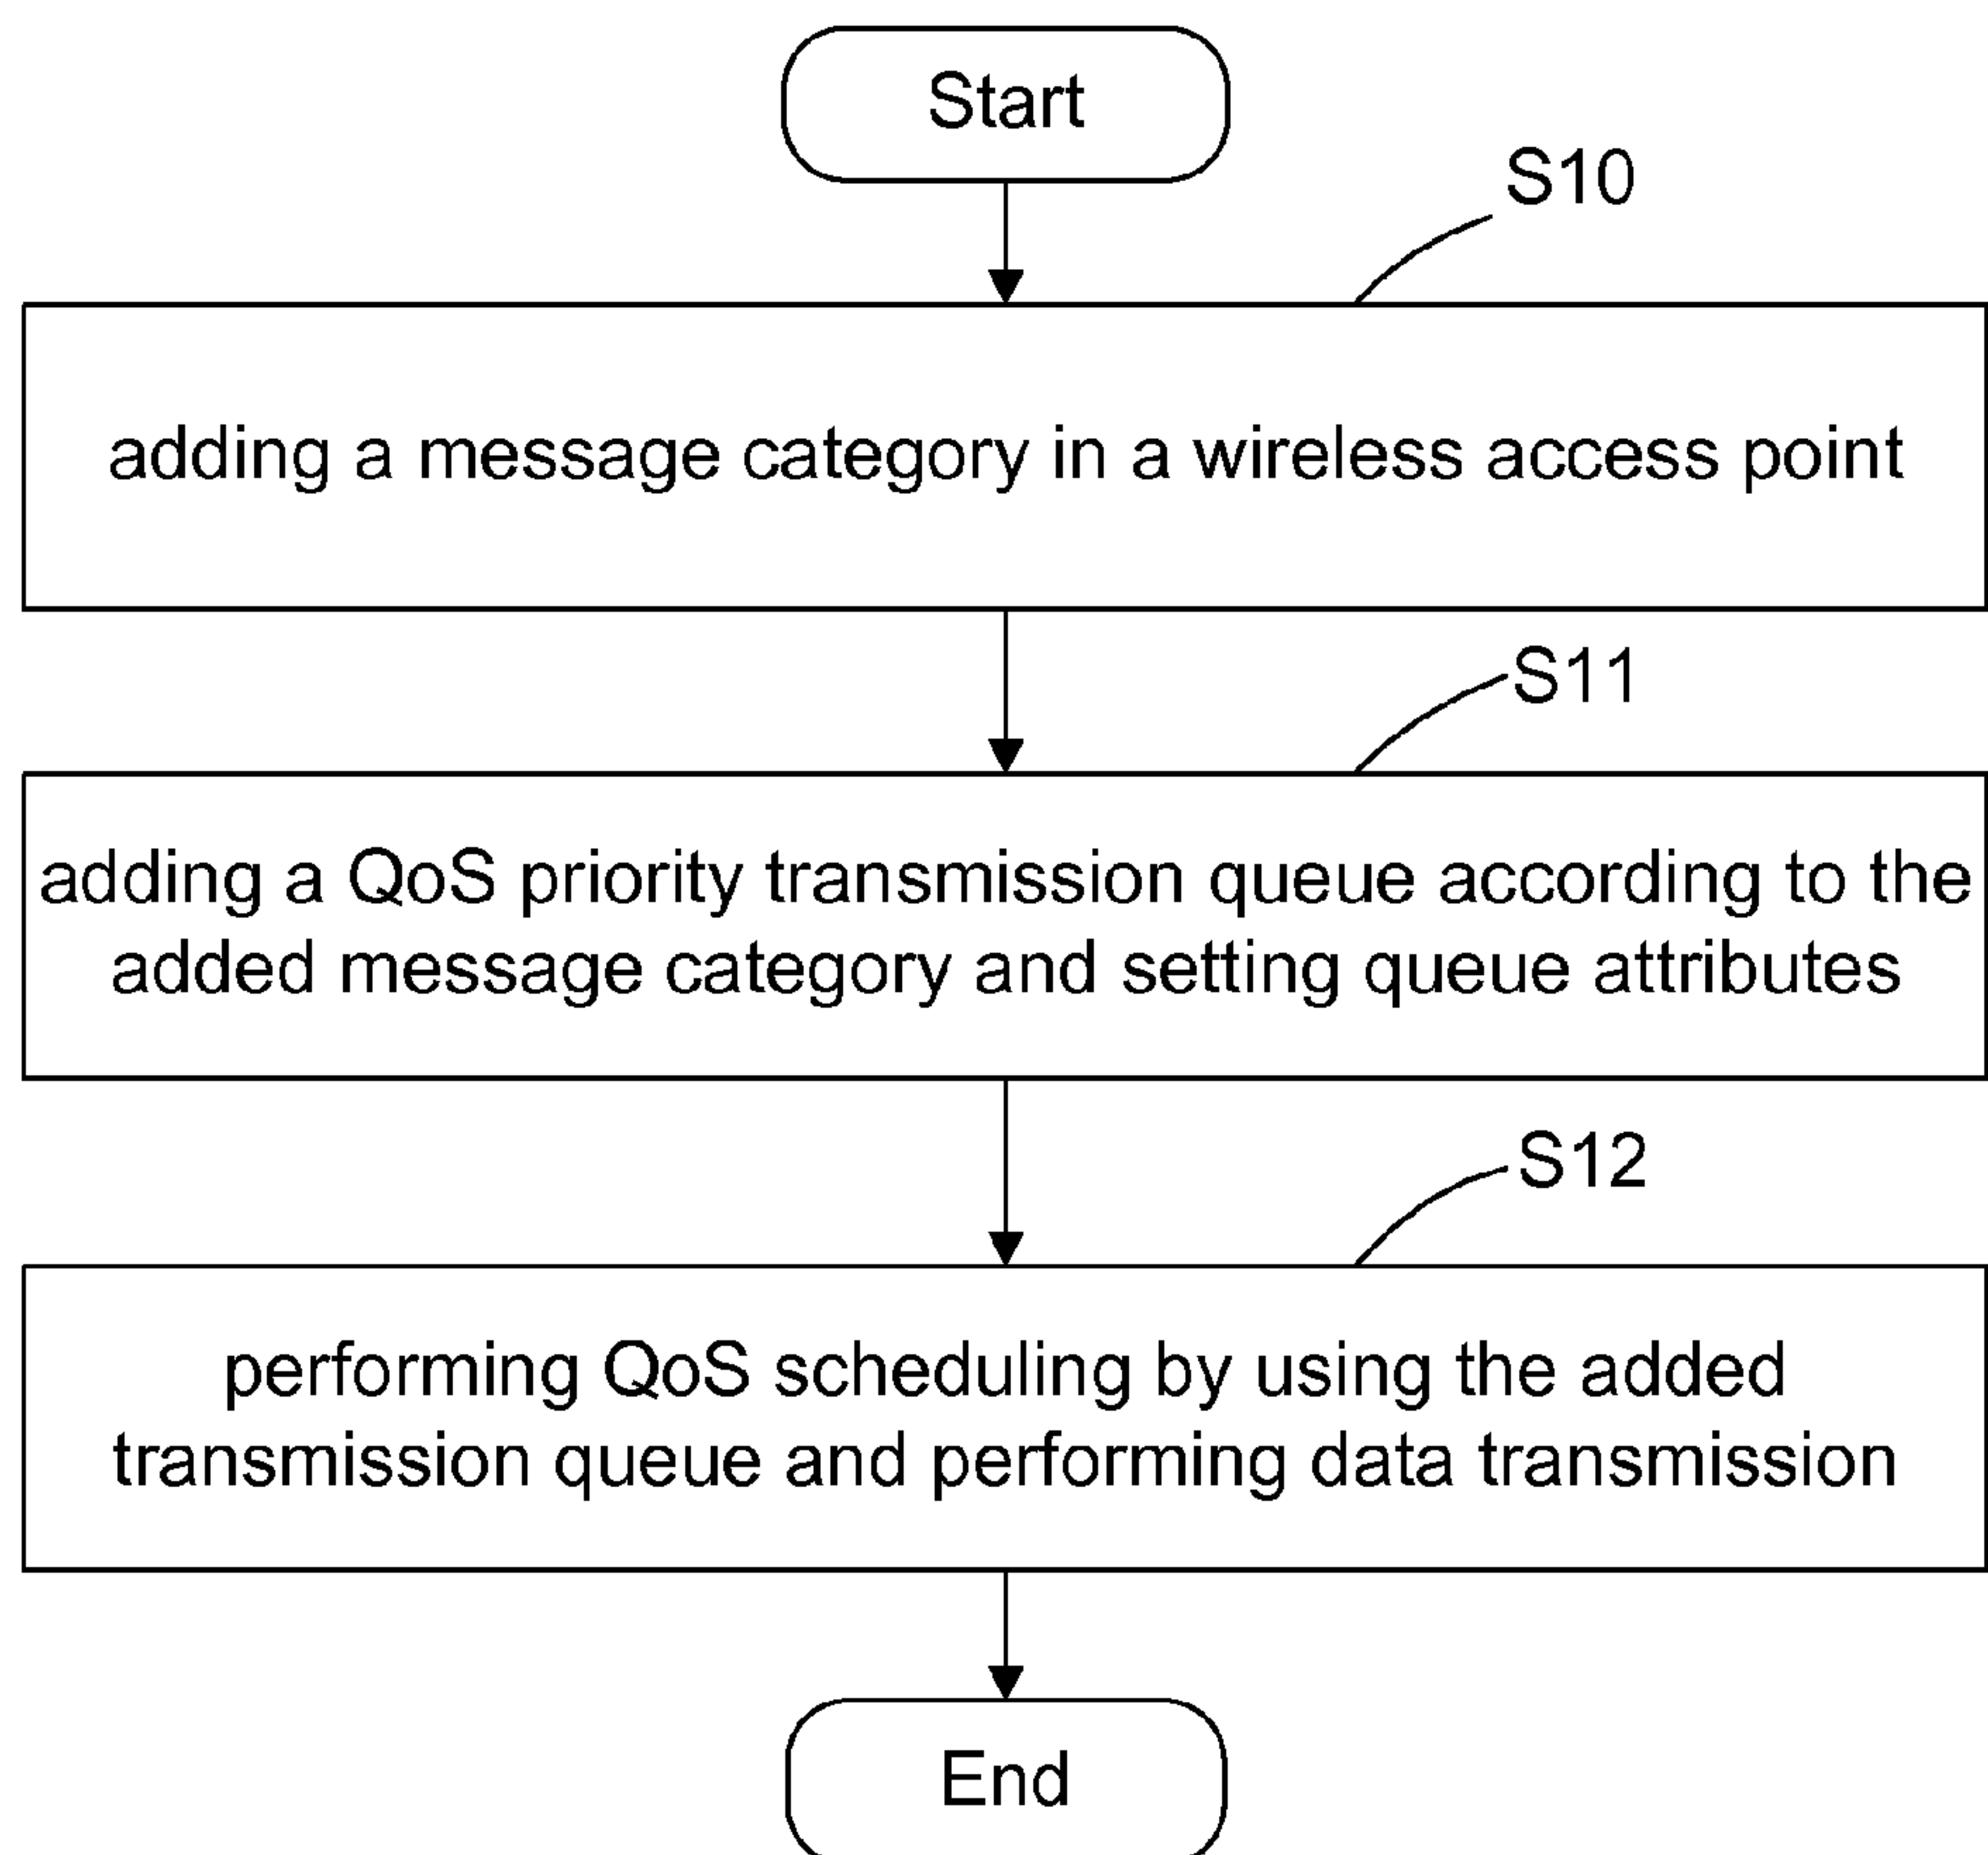 Start
S10
adding a message category in a wireless access point
S11
adding a QoS priority transmission queue according to the
added message category and setting queue attributes
S12
performing QoS scheduling by using the added
transmission queue and performing data transmission
End